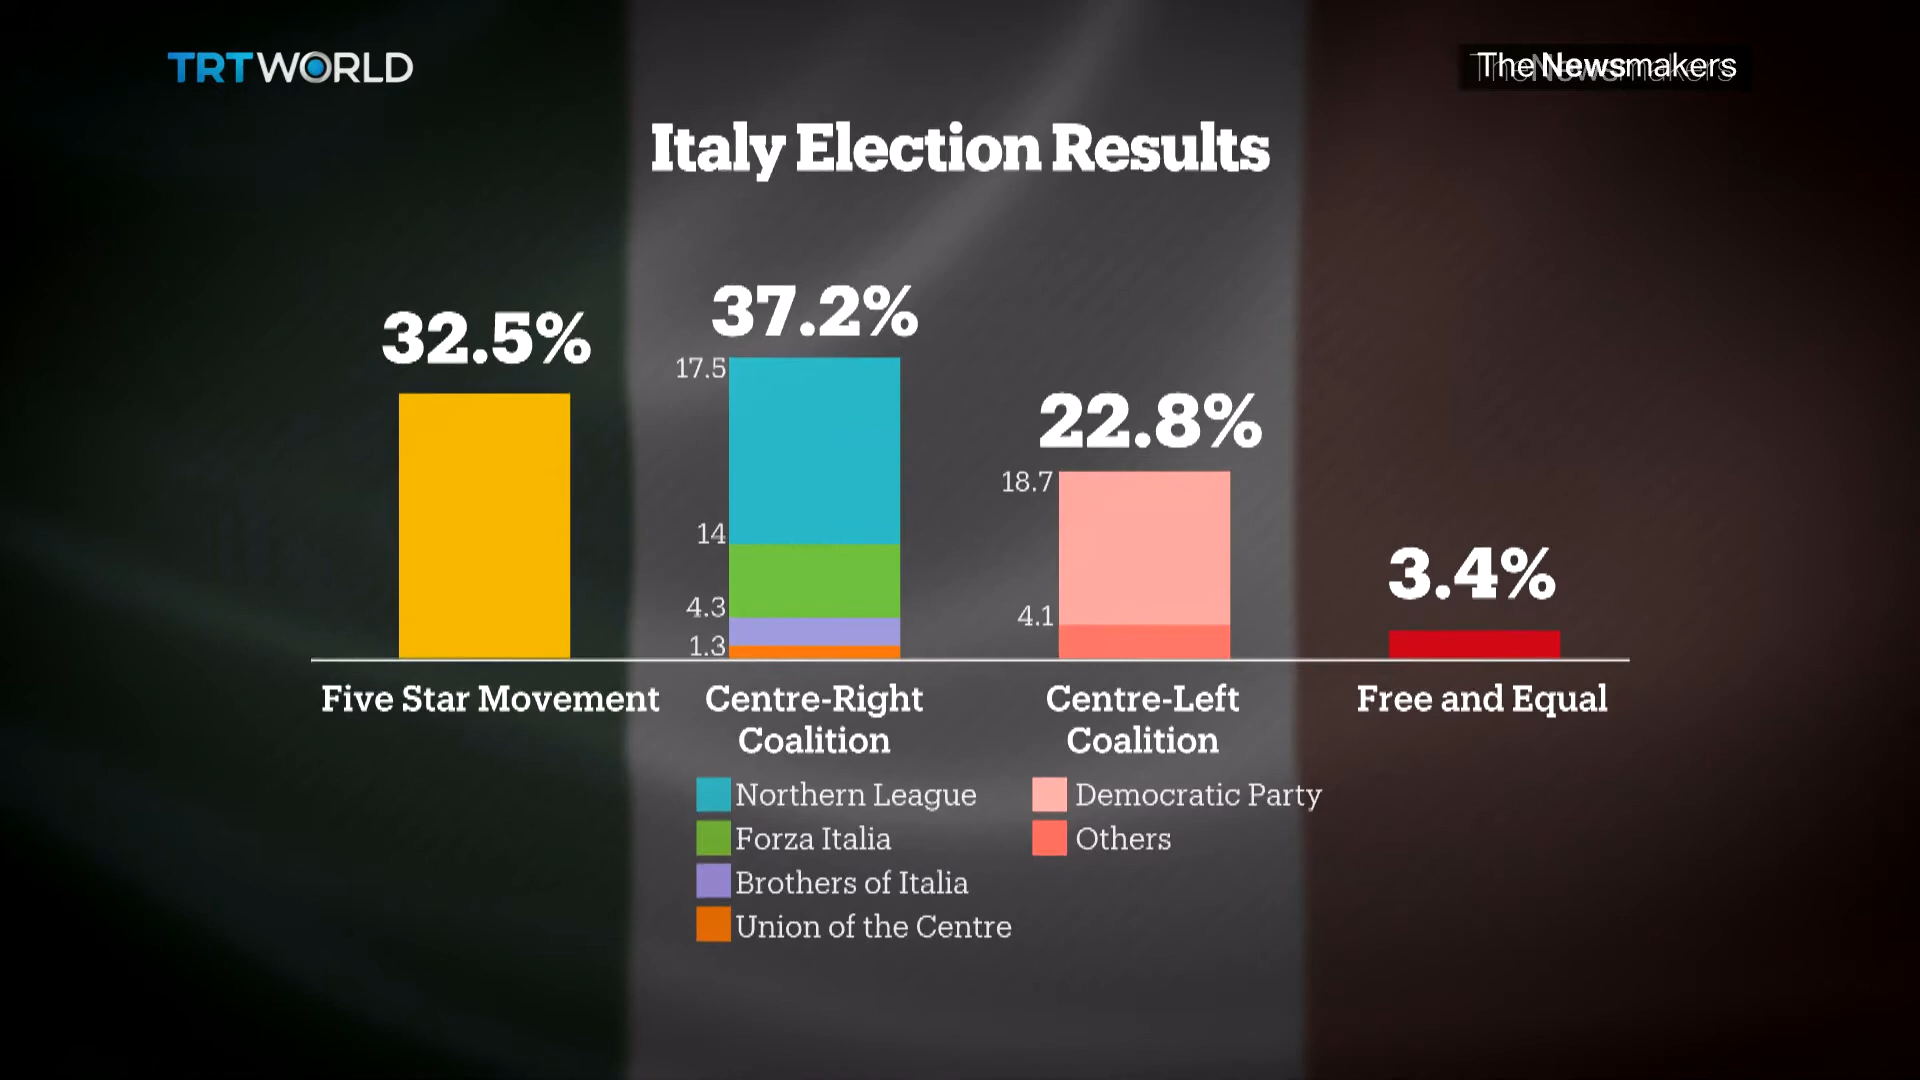 TRT WORLD
The Newsmakers
Italy Election Results
32.5%
37.2%
22.8%
3.4%
17.5
14
4.3
1.3
18.7
4.1
Five Star Movement
Centre-Right
Coalition
Centre-Left
Coalition
Free and Equal
Northern League
Forza Italia
Brothers of Italia
Union of the Centre
Democratic Party
Others